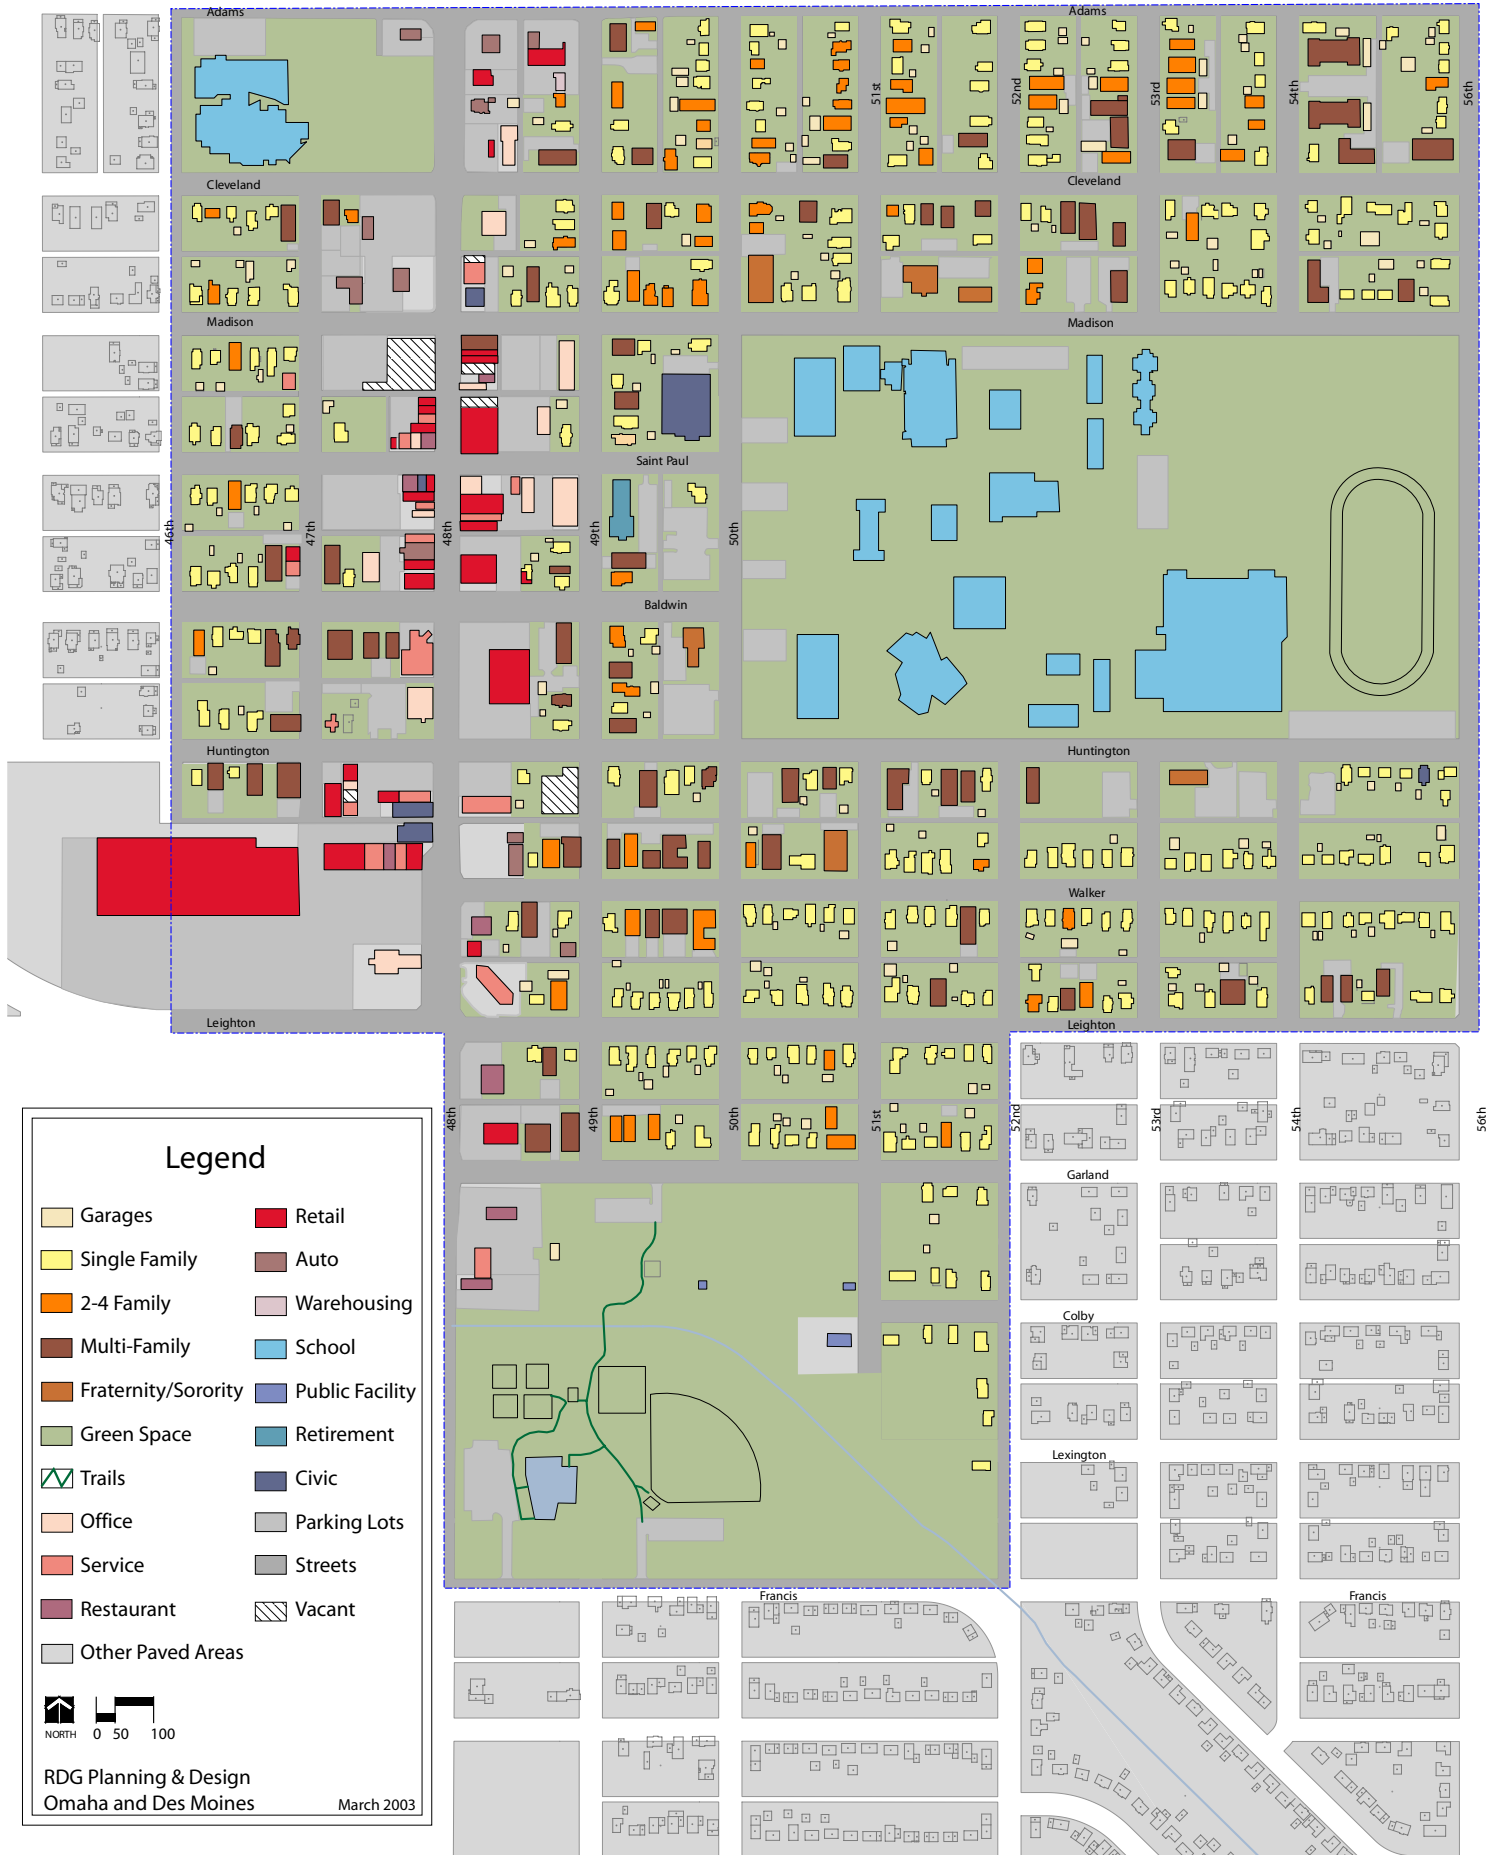 Adams
Adams
51st
52nd
53rd
54th
56th
Cleveland
Cleveland
Madison
Madison
Saint Paul
46th
47th
48th
49th
50th
Baldwin
Huntington
Huntington
Walker
Leighton
Leighton
48th
49th
50th
51st
52nd
53rd
54th
56th
Garland
Colby
Lexington
Francis
Francis
Legend
Garages
Retail
Single Family
Auto
2-4 Family
Warehousing
Multi-Family
School
Fraternity/Sorority
Public Facility
Green Space
Retirement
Trails
Civic
Office
Parking Lots
Service
Streets
Restaurant
Vacant
Other Paved Areas
NORTH
0 50 100
RDG Planning & Design
Omaha and Des Moines
March 2003